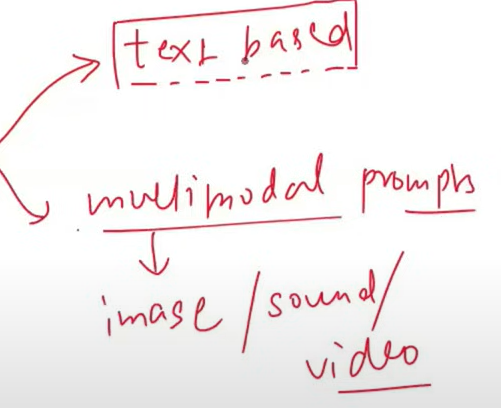 text based
multimodal prompts
image / sound /
video